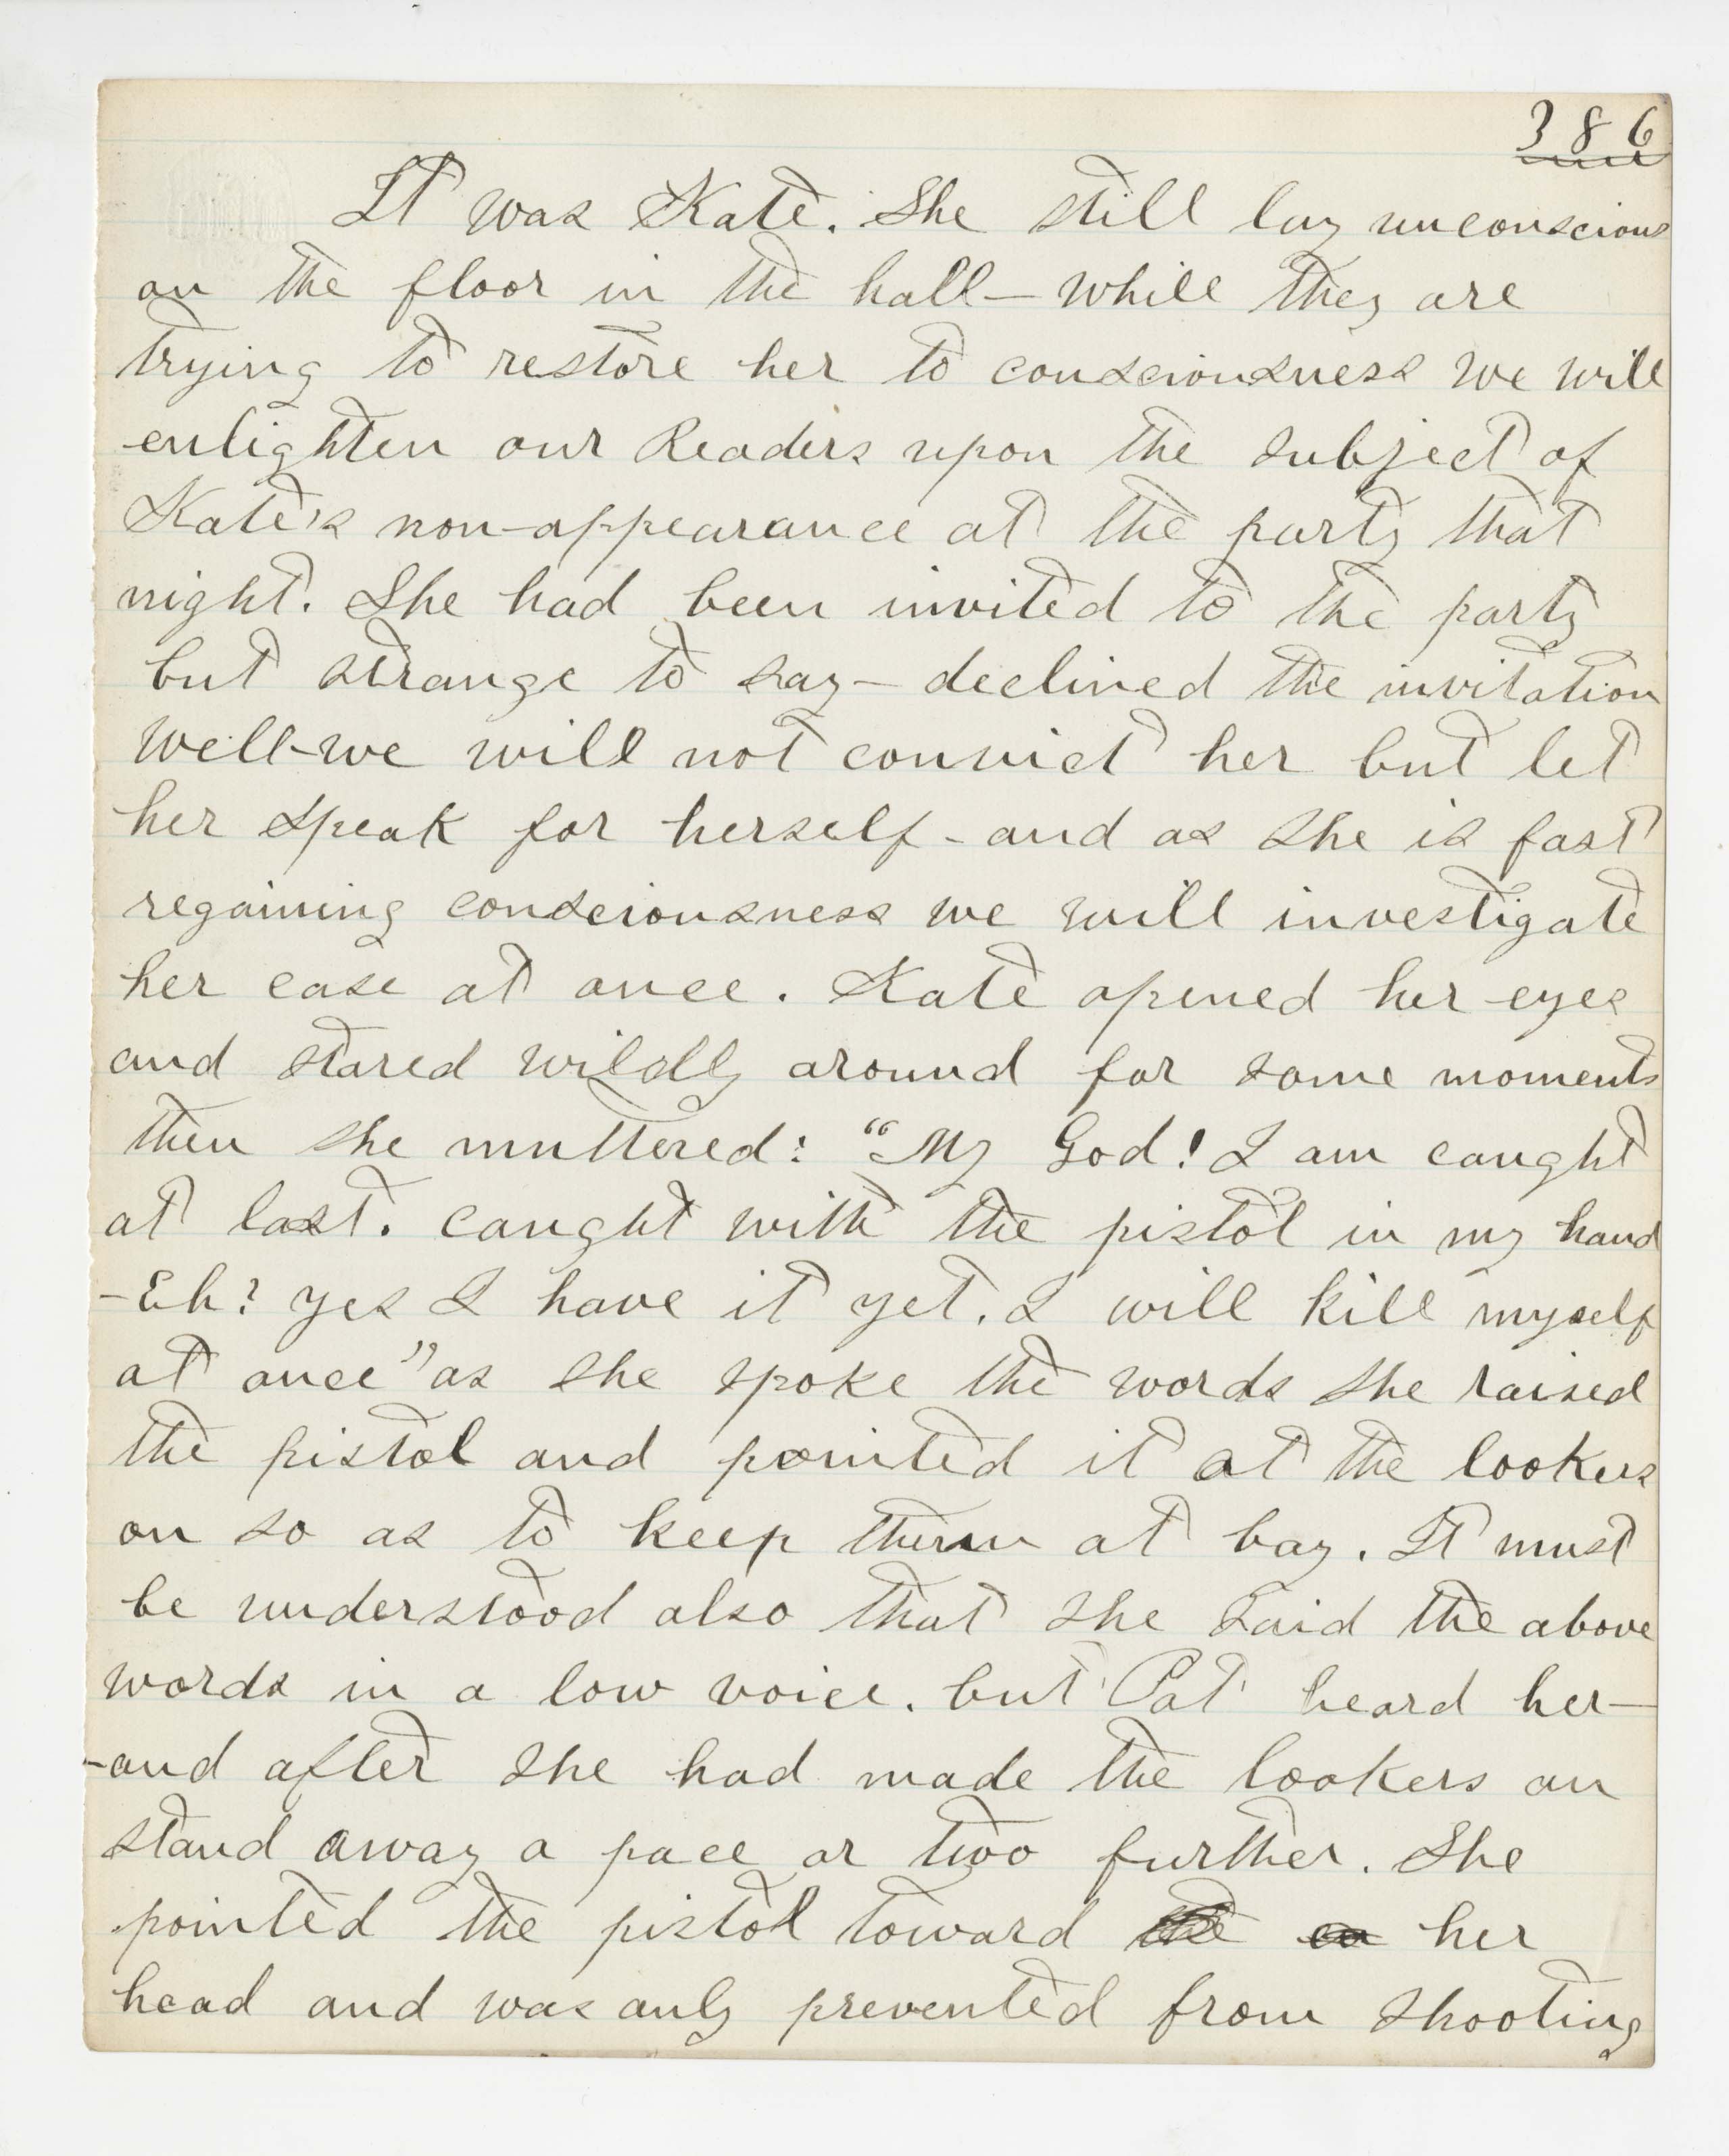 386
It was Kate. She still lay unconscious
on the floor in the hall — while they are
trying to restore her to consciousness we will
enlighten our Readers upon the subject of
Kate's non-appearance at the party that
night. She had been invited to the party
but strange to say — declined the invitation
well - we will not convict her but let
her speak for herself - and as she is fast
regaining consciousness we will investigate
her case at once. Kate opened her eyes
and stared wildly around for some moments
then she muttered: "My God! I am caught
at last. caught with the pistol in my hand
- Eh? yes I have it yet. I will kill myself
at once" as she spoke the words she raised
the pistol and pointed it at the lookers
on so as to keep them at bay. It must
be understood also that she said the above
words in a low voice. but 'Pat' heard her —
- and after she had made the lookers on
stand away a pace or two further. She
pointed the pistol toward her
head and was only prevented from shooting